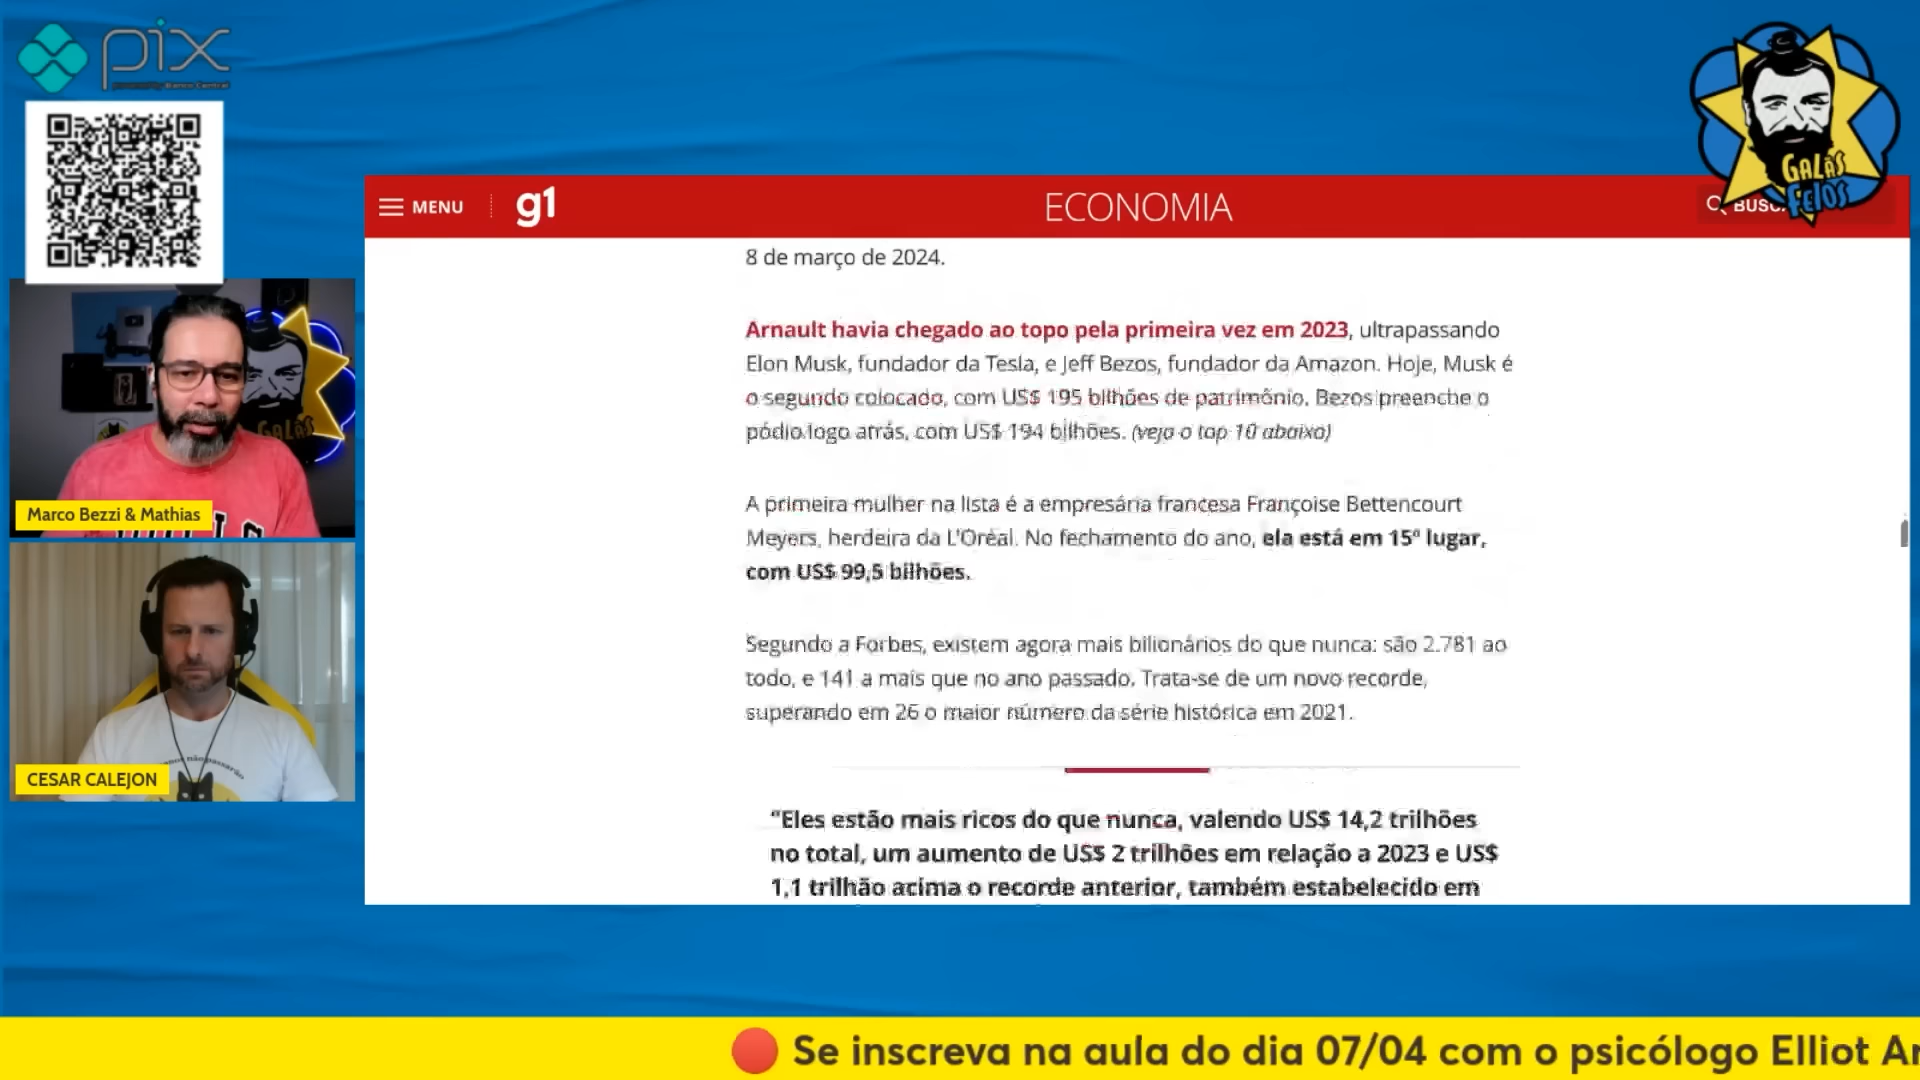 pix
powered by Banco Central
GALÃS
FEIOS
MENU
g1
ECONOMIA
8 de março de 2024.
Arnault havia chegado ao topo pela primeira vez em 2023, ultrapassando
Elon Musk, fundador da Tesla, e Jeff Bezos, fundador da Amazon. Hoje, Musk é
o segundo colocado, com US$ 195 bilhões de patrimônio. Bezos preenche o
pódio logo atrás, com US$ 194 bilhões. (veja o top 10 abaixo)
A primeira mulher na lista é a empresária francesa Françoise Bettencourt
Meyers, herdeira da L'Oréal. No fechamento do ano, ela está em 15º lugar,
com US$ 99,5 bilhões.
Segundo a Forbes, existem agora mais bilionários do que nunca: são 2.781 ao
todo, e 141 a mais que no ano passado. Trata-se de um novo recorde,
superando em 26 o maior número da série histórica em 2021.
“Eles estão mais ricos do que nunca, valendo US$ 14,2 trilhões
no total, um aumento de US$ 2 trilhões em relação a 2023 e US$
1,1 trilhão acima o recorde anterior, também estabelecido em
GALÃS
Marco Bezzi & Mathias
CESAR CALEJON
Se inscreva na aula do dia 07/04 com o psicólogo Elliot